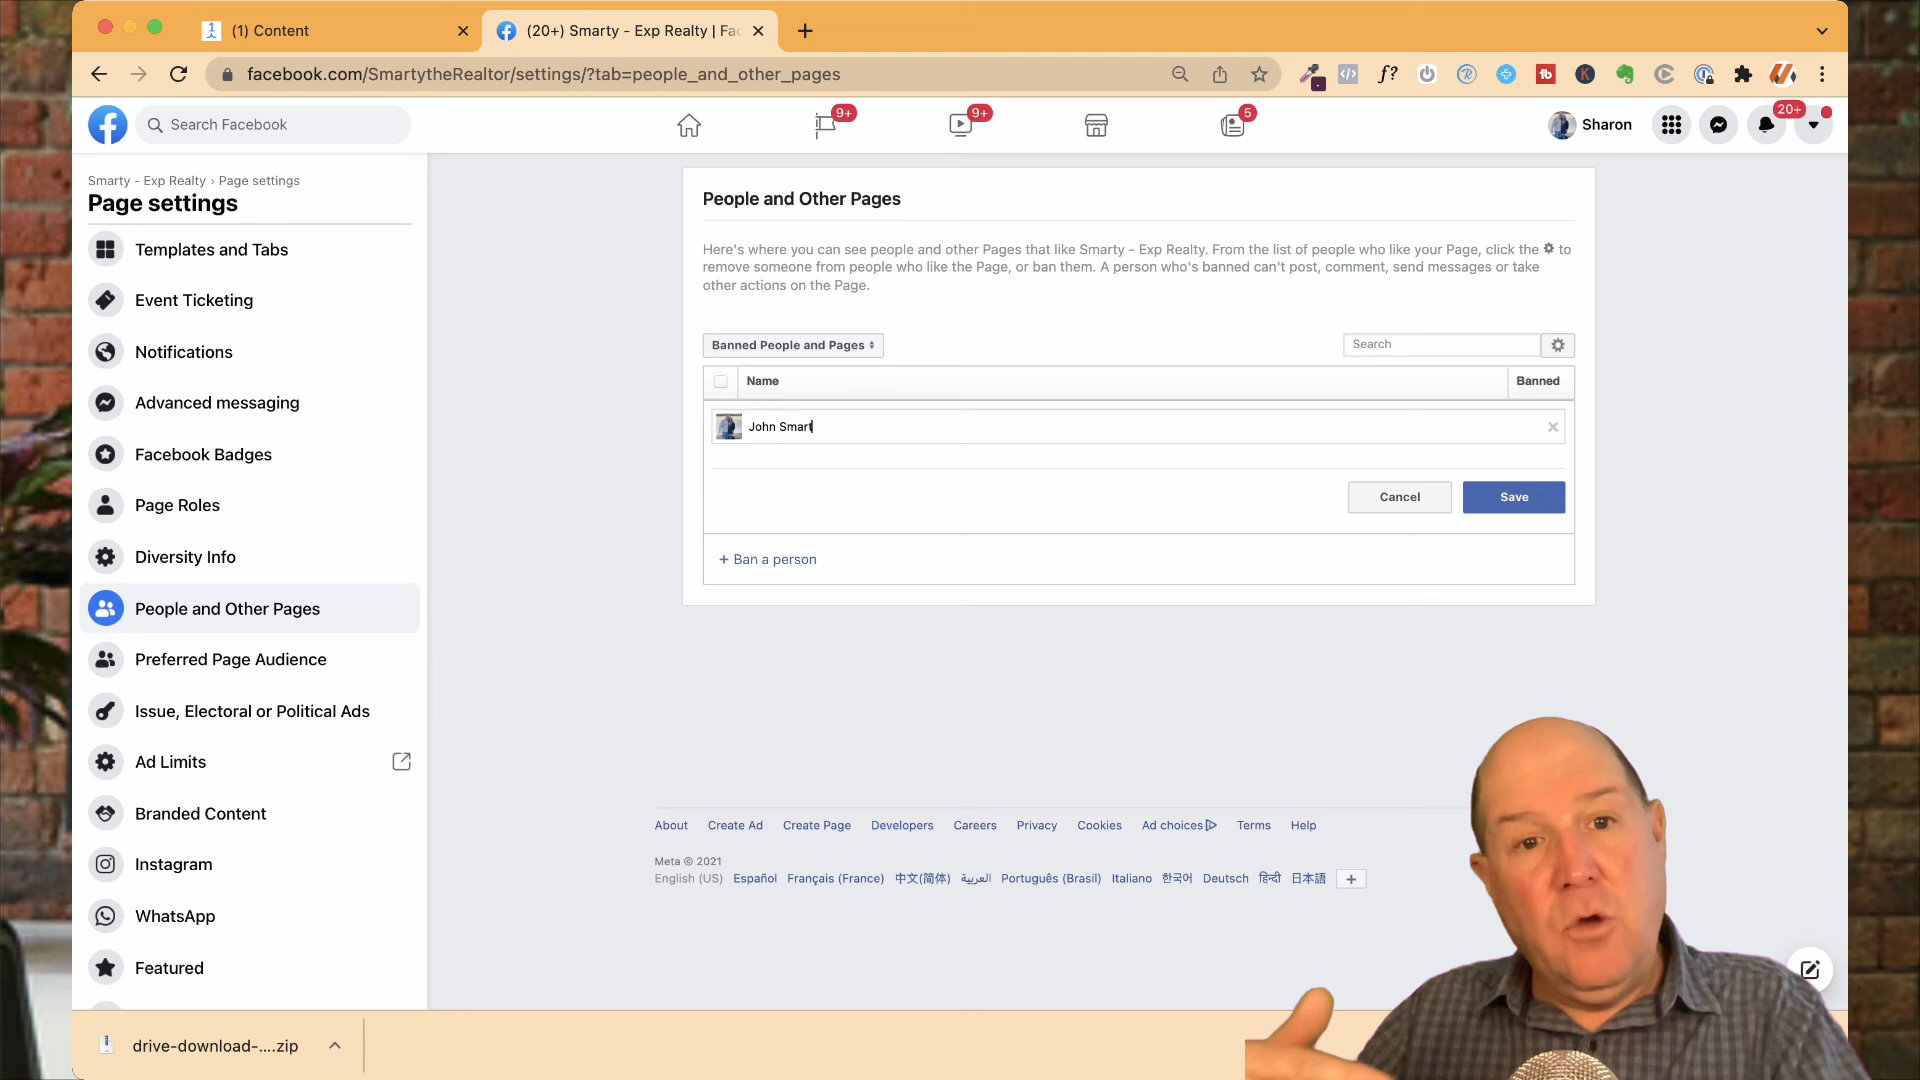 (1) Content
(20+) Smarty - Exp Realty | Fac
facebook.com/SmartytheRealtor/settings/?tab=people_and_other_pages
Search Facebook
9+
9+
5
Sharon
20+
Smarty - Exp Realty › Page settings
Page settings
Templates and Tabs
Event Ticketing
Notifications
Advanced messaging
Facebook Badges
Page Roles
Diversity Info
People and Other Pages
Preferred Page Audience
Issue, Electoral or Political Ads
Ad Limits
Branded Content
Instagram
WhatsApp
Featured
People and Other Pages
Here's where you can see people and other Pages that like Smarty - Exp Realty. From the list of people who like your Page, click the to
remove someone from people who like the Page, or ban them. A person who's banned can't post, comment, send messages or take
other actions on the Page.
Banned People and Pages
Search
Name
Banned
John Smart
Cancel
Save
+ Ban a person
About Create Ad Create Page Developers Careers Privacy Cookies Ad choices Terms Help
Meta © 2021
English (US) Español Français (France) 中文(简体) العربية Português (Brasil) Italiano 한국어 Deutsch हिन्दी 日本語 +
drive-download-....zip